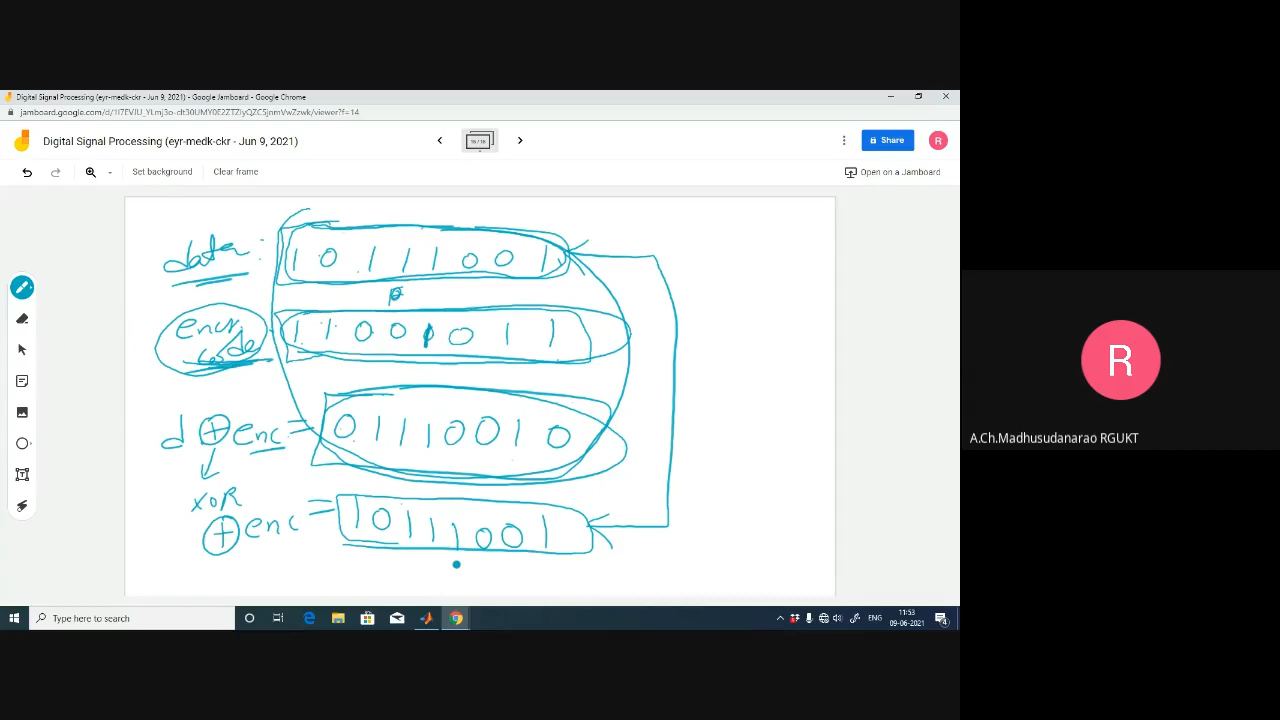 Digital Signal Processing (eyr-medk-ckr - Jun 9, 2021) - Google Jamboard - Google Chrome
Digital Signal Processing (eyr-medk-ckr - Jun 9, 2021)
16 / 18
Share
R
Set background
Clear frame
Open on a Jamboard
data : 1 0 1 1 1 0 0 1
encr 1 1 0 0 1 0 1 1
code
d ⊕ enc = 0 1 1 1 0 0 1 0
XOR
⊕ enc = 1 0 1 1 1 0 0 1
R
A.Ch.Madhusudanarao RGUKT
Type here to search
ENG
11:53
09-06-2021
4